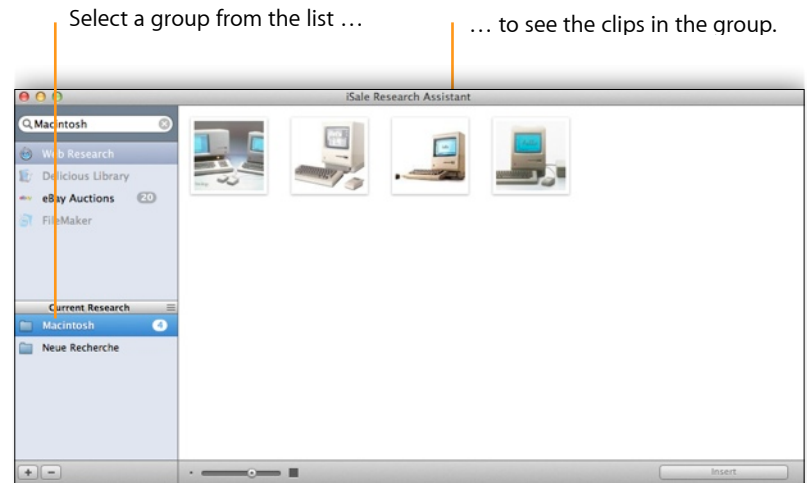 Select a group from the list …
… to see the clips in the group.
iSale Research Assistant
Macintosh
Web Research
Delicious Library
eBay Auctions 20
FileMaker
Current Research
Macintosh 4
Neue Recherche
Insert